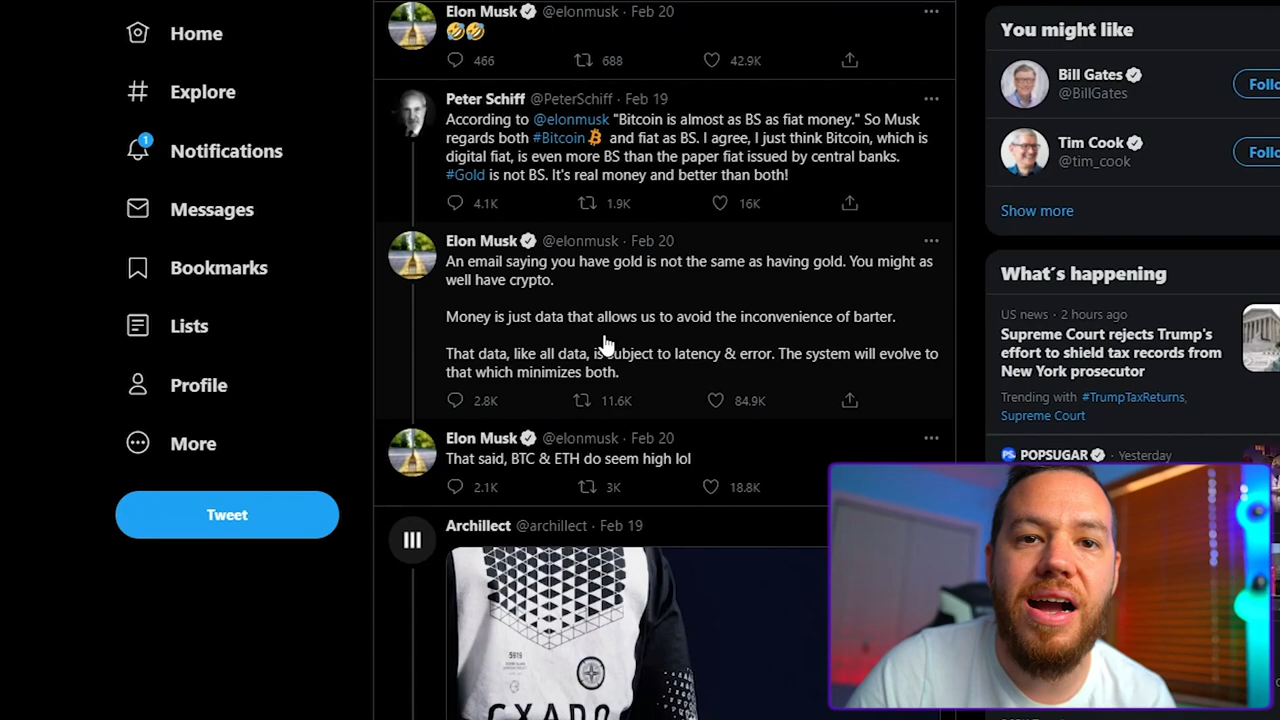 Home
Explore
1
Notifications
Messages
Bookmarks
Lists
Profile
More
Tweet
Elon Musk @elonmusk · Feb 20
🤣🤣
466 688 42.9K
Peter Schiff @PeterSchiff · Feb 19
According to @elonmusk "Bitcoin is almost as BS as fiat money." So Musk
regards both #Bitcoin and fiat as BS. I agree, I just think Bitcoin, which is
digital fiat, is even more BS than the paper fiat issued by central banks.
#Gold is not BS. It's real money and better than both!
4.1K 1.9K 16K
Elon Musk @elonmusk · Feb 20
An email saying you have gold is not the same as having gold. You might as
well have crypto.
Money is just data that allows us to avoid the inconvenience of barter.
That data, like all data, is subject to latency & error. The system will evolve to
that which minimizes both.
2.8K 11.6K 84.9K
Elon Musk @elonmusk · Feb 20
That said, BTC & ETH do seem high lol
2.1K 3K 18.8K
Archillect @archillect · Feb 19
5919
CXADO
You might like
Bill Gates
@BillGates
Follo
Tim Cook
@tim_cook
Follo
Show more
What's happening
US news · 2 hours ago
Supreme Court rejects Trump's
effort to shield tax records from
New York prosecutor
Trending with #TrumpTaxReturns,
Supreme Court
POPSUGAR · Yesterday